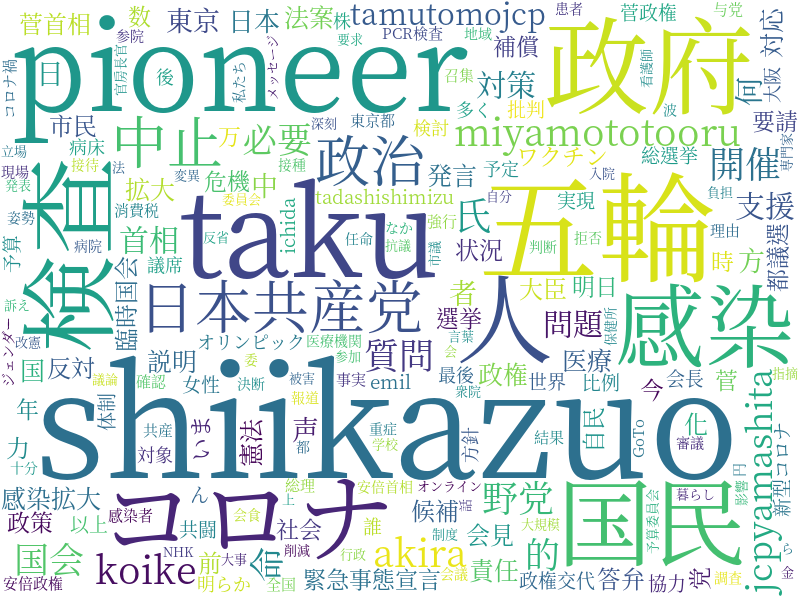 菅首相
数
東京
日本
法案
株
tamutomojcp
患者
菅政権
与党
コロナ禍
参院
官房長官
日
後
私たち
メッセージ
PCR検査
要求
地域
補償
召集
看護師
何
大阪
対応
pioneer
政府
市民
対策
多く
批判
波
中止
必要
万
深刻
東京都
検討
miyamototooru
要請
専門家
立場
病床
接待
法
政治
接種
ワクチン
総選挙
開催
現場
発表
拡大
危機中
変異
委員会
発言
予定
入院
検査
taku
五輪
姿勢
消費税
tadashishimizu
自分
負担
支援
予算
病院
首相
反省
ichida
任命
なか
抗議
強行
市議
氏
実現
状況
判断
拒否
理由
都議選
臨時国会
議席
者
大臣
明日
時
方
訴え
日本共産党
人
感染
ジェンダー
改憲
オリンピック
医療機関
選挙
問題
保健所
反対
説明
委
参加
言葉
会
質問
医療
国
議論
確認
女性
決断
被害
事実
emil
最後
衆院
政権
世界
比例
今
会長
菅
指摘
年
体制
報道
化
審議
shiikazuo
力
共産
対象
いま
憲法
声
重症
都
学校
方針
結果
GoTo
自民
jcpyamashita
新型コロナ
十分
コロナ
総理
安倍首相
オンライン
野党
国民
影響
円
暮らし
感染拡大
感染者
ん
上
話
候補
大規模
予算委員会
政策
以上
共闘
会食
社会
誰
会見
制度
的
ら
金
国会
NHK
削減
前
命
akira
行政
責任
党
安倍政権
koike
大事
明らか
全国
緊急事態宣言
会議
政権交代
答弁
協力
調査